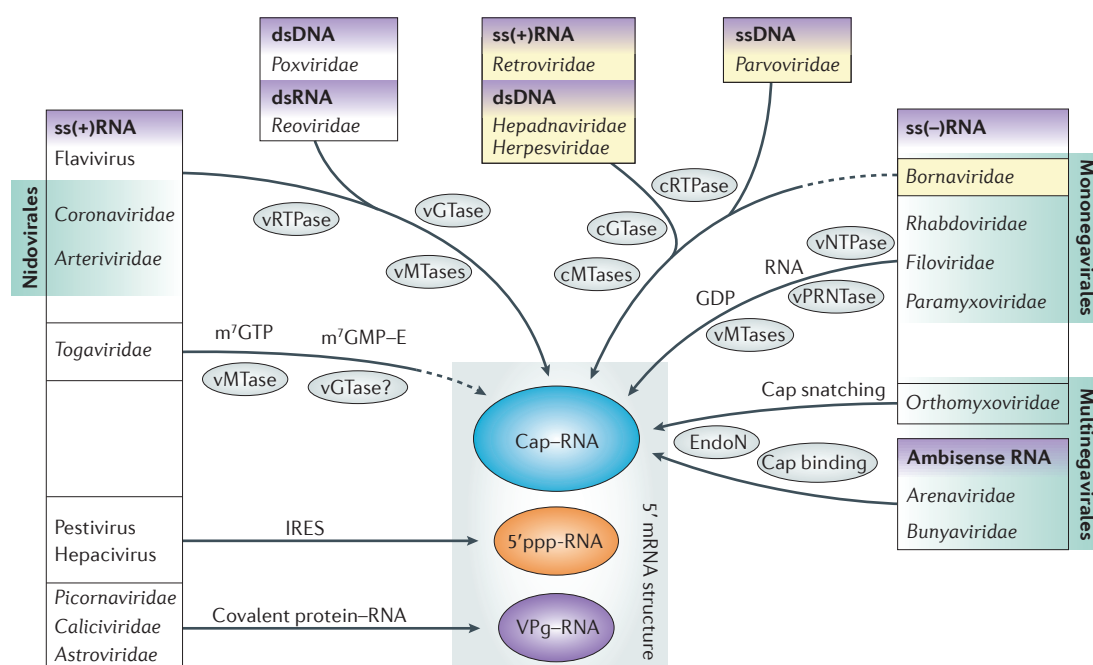 dsDNA
Poxviridae
dsRNA
Reoviridae
ss(+)RNA
Retroviridae
dsDNA
Hepadnaviridae
Herpesviridae
ssDNA
Parvoviridae
ss(+)RNA
Flavivirus
Nidovirales
Coronaviridae
Arteriviridae
Togaviridae
Pestivirus
Hepacivirus
Picornaviridae
Caliciviridae
Astroviridae
vRTPase
vGTase
vMTases
cRTPase
cGTase
cMTases
ss(–)RNA
Bornaviridae
Rhabdoviridae
Filoviridae
Paramyxoviridae
Mononegavirales
Orthomyxoviridae
Multinegavirales
Ambisense RNA
Arenaviridae
Bunyaviridae
vNTPase
RNA
vPRNTase
GDP
vMTases
m⁷GTP
m⁷GMP–E
vMTase
vGTase?
Cap snatching
EndoN
Cap binding
Cap–RNA
IRES
5′ppp-RNA
Covalent protein–RNA
VPg–RNA
5′ mRNA structure